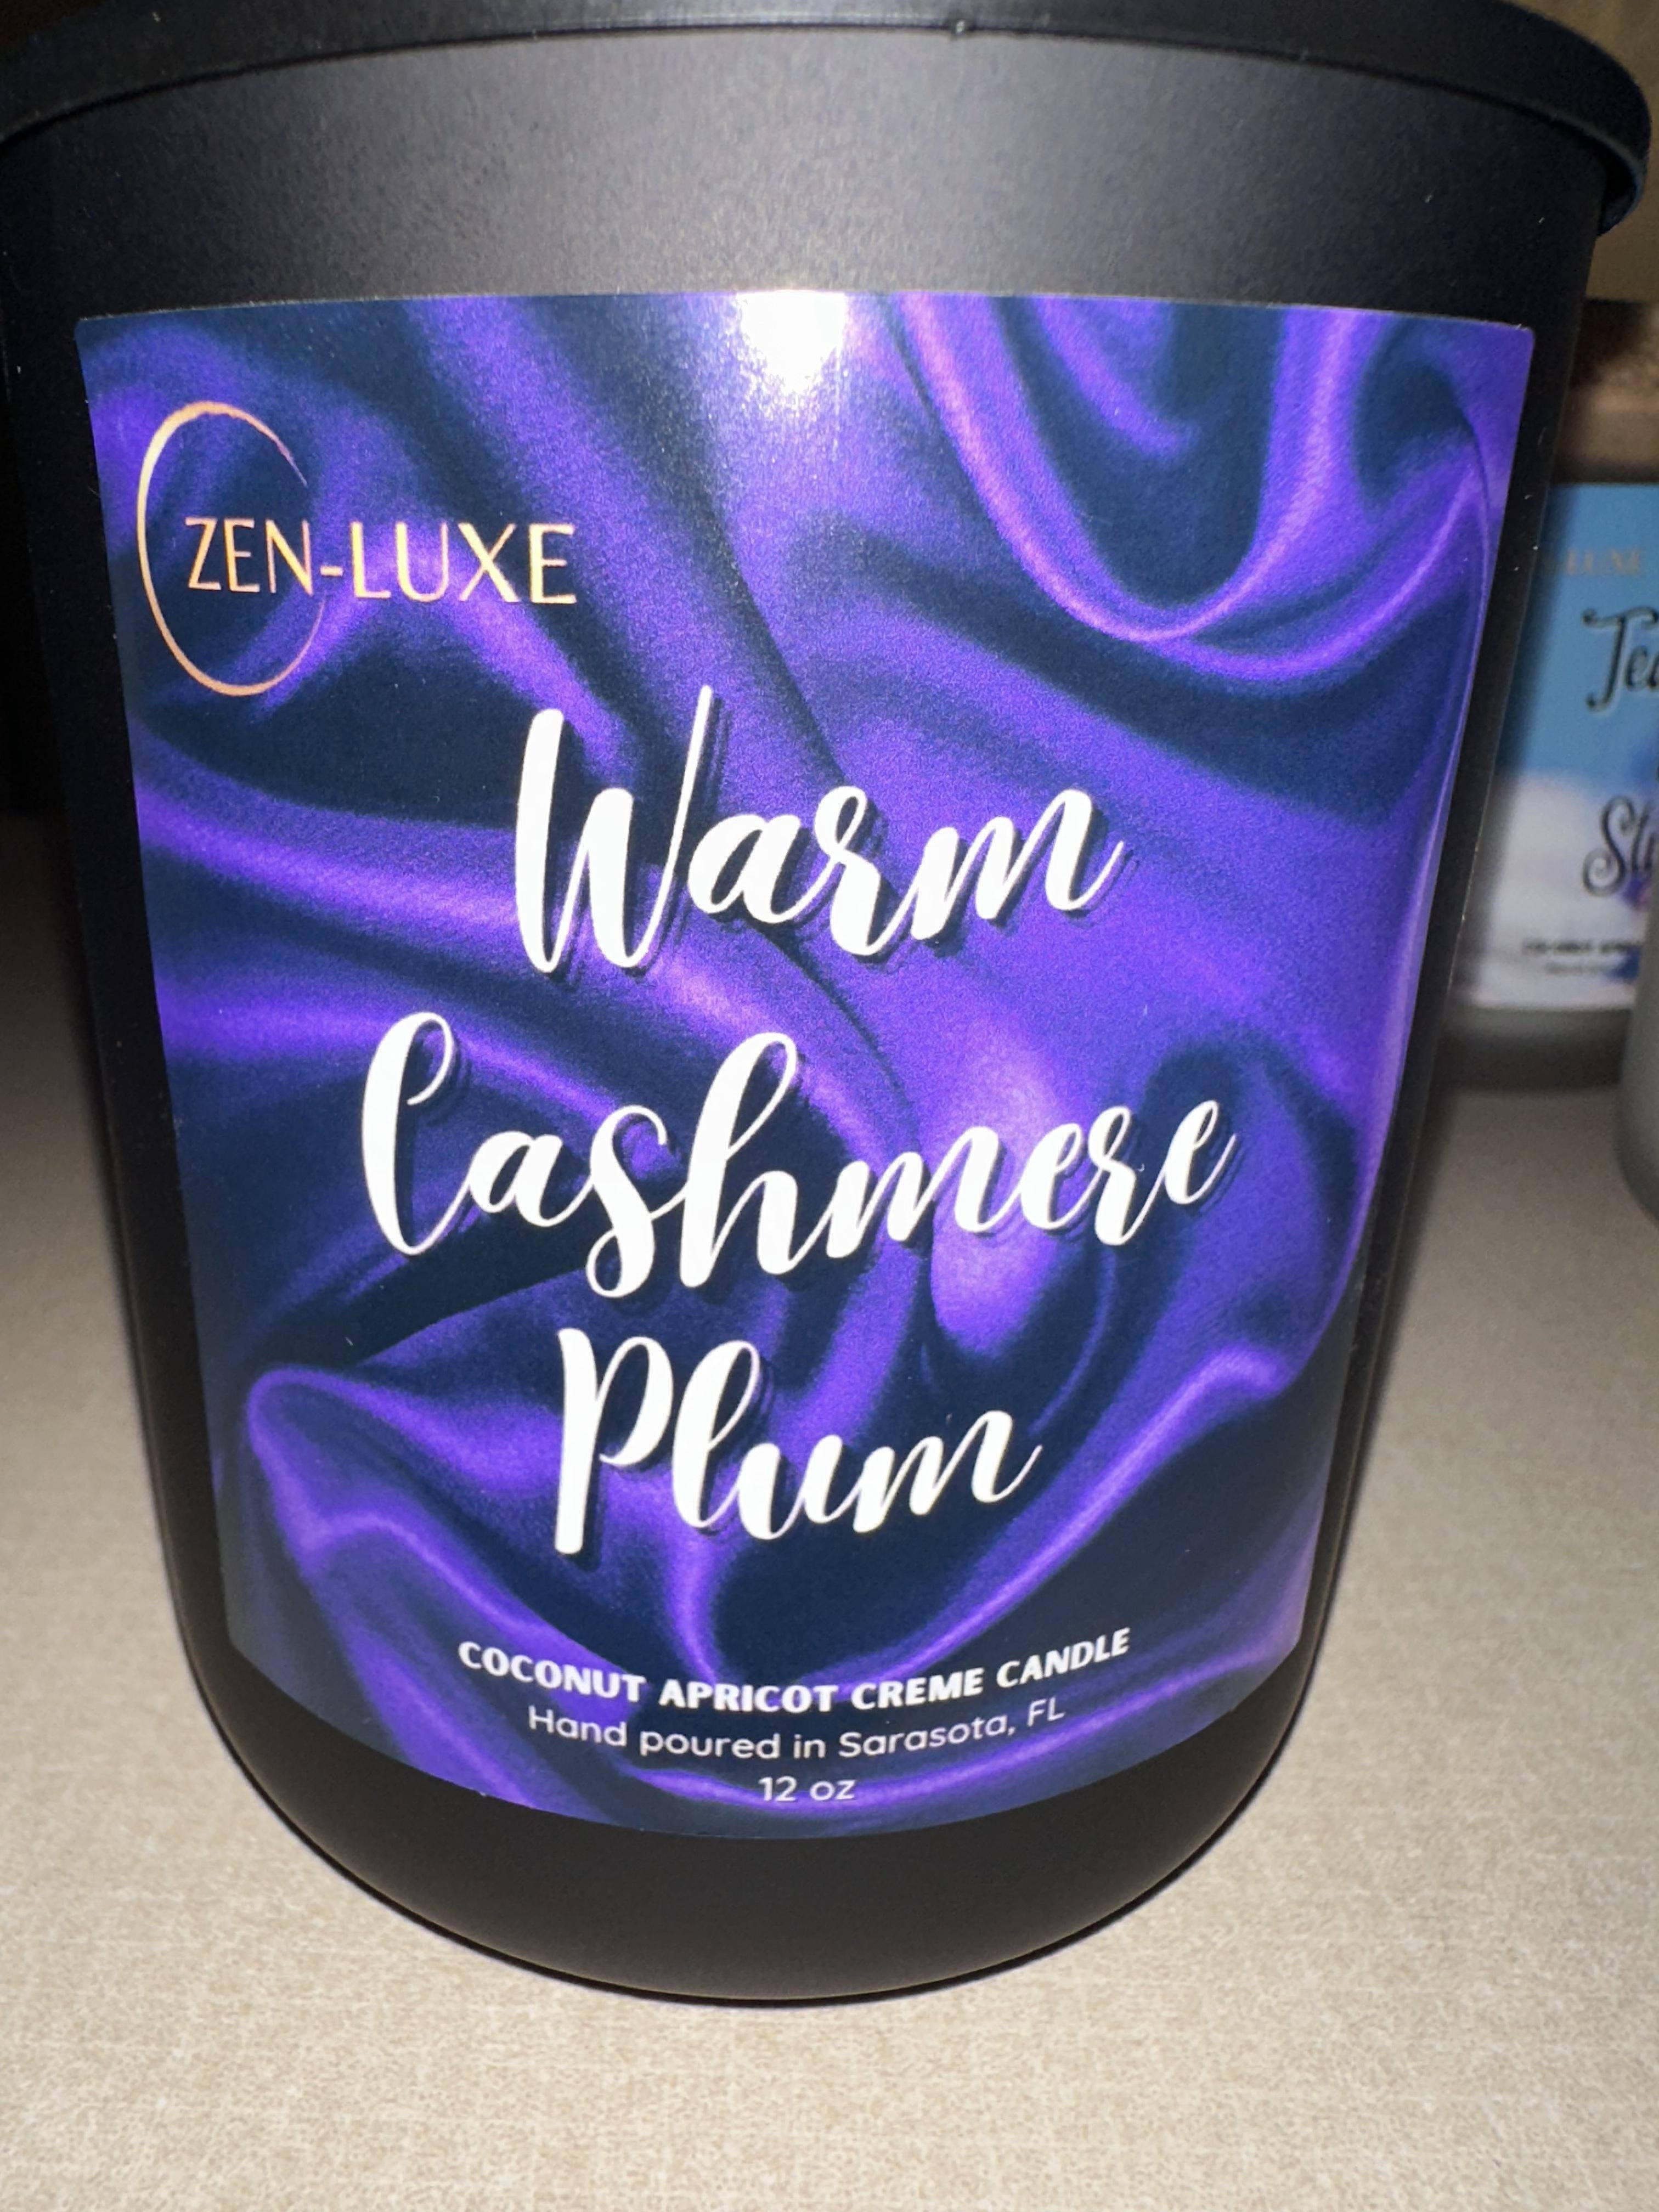 ZEN-LUXE
Warm
Cashmere
Plum
COCONUT APRICOT CREME CANDLE
Hand poured in Sarasota, FL
12 oz